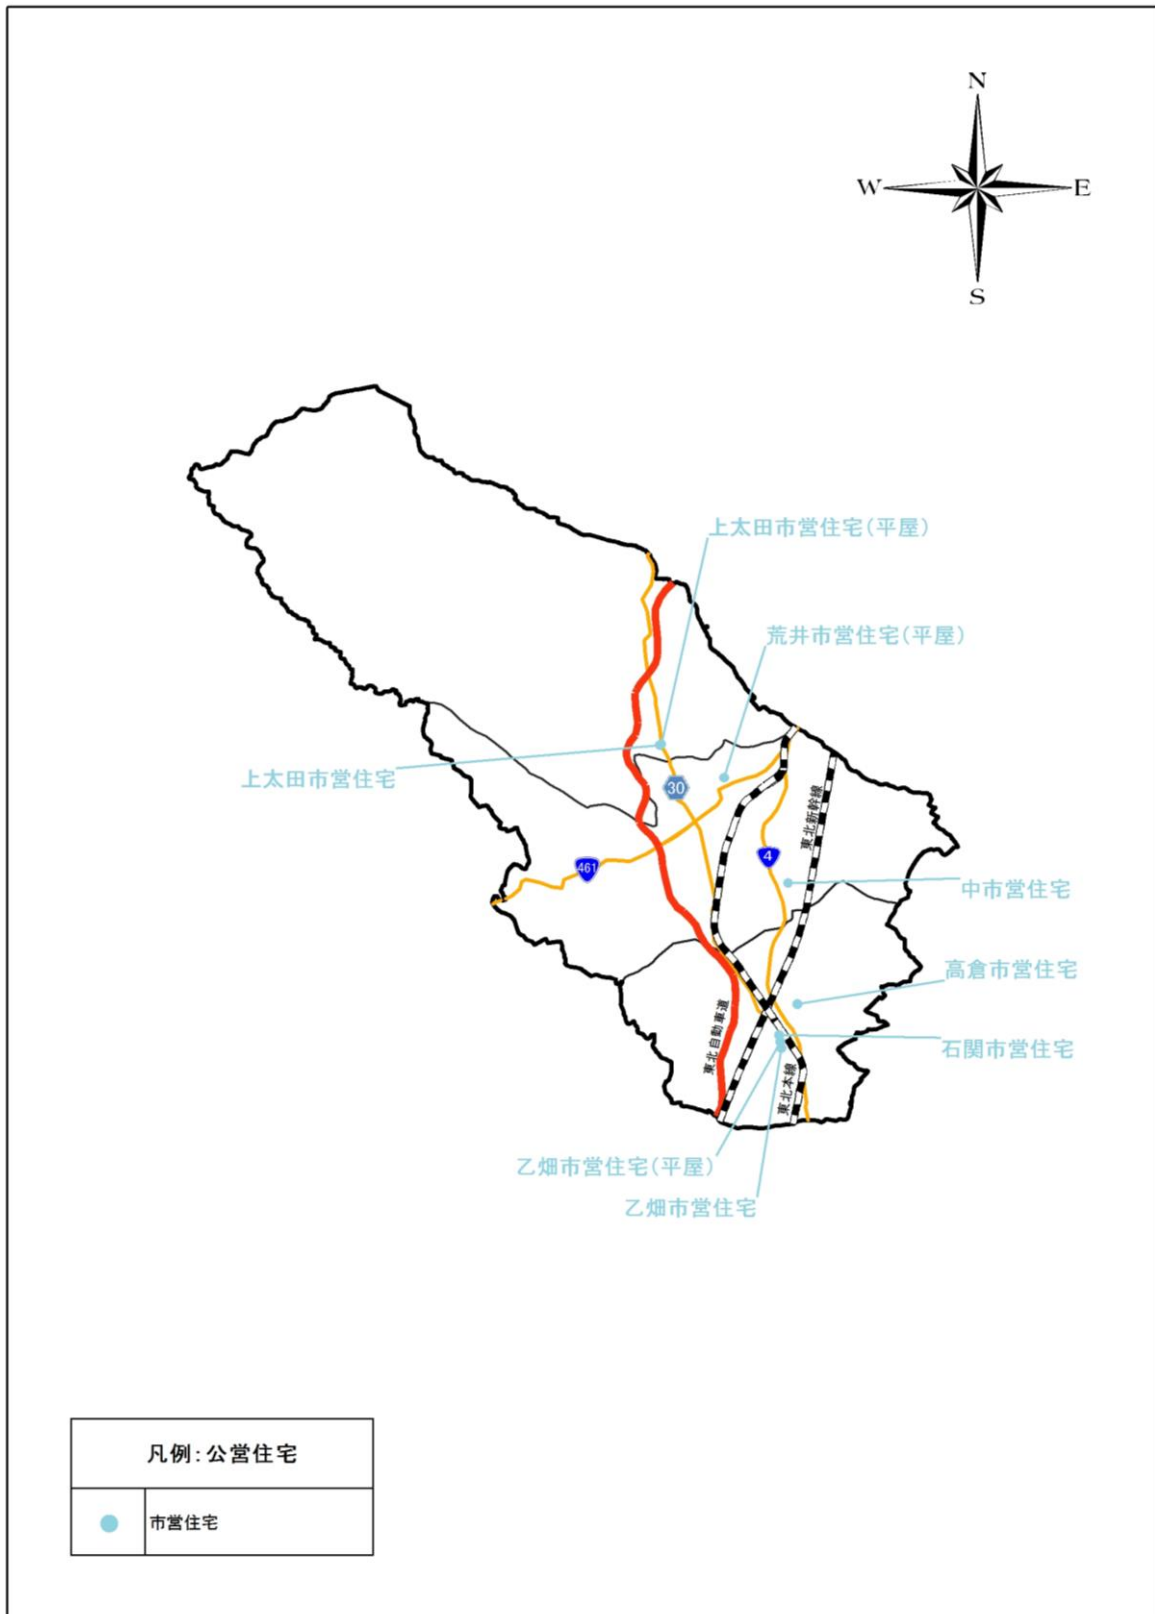 N
W
E
S
上太田市営住宅(平屋)
荒井市営住宅(平屋)
上太田市営住宅
30
東北新幹線
461
4
中市営住宅
高倉市営住宅
東北自動車道
石関市営住宅
東北本線
乙畑市営住宅(平屋)
乙畑市営住宅
凡例:公営住宅
市営住宅